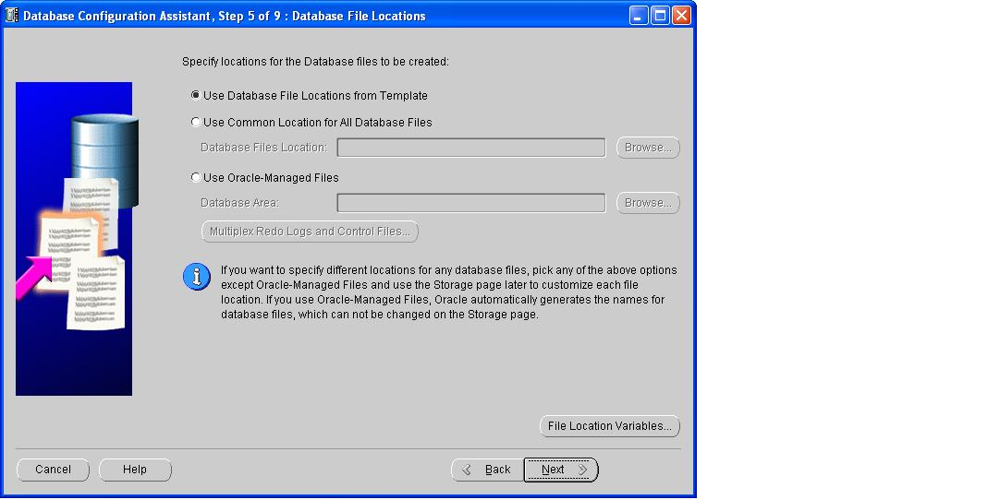 Database Configuration Assistant, Step 5 of 9 : Database File Locations
Specify locations for the Database files to be created:
Use Database File Locations from Template
Use Common Location for All Database Files
Database Files Location:
Browse...
Use Oracle-Managed Files
Database Area:
Browse...
Multiplex Redo Logs and Control Files...
If you want to specify different locations for any database files, pick any of the above options
except Oracle-Managed Files and use the Storage page later to customize each file
location. If you use Oracle-Managed Files, Oracle automatically generates the names for
database files, which can not be changed on the Storage page.
File Location Variables...
Cancel
Help
Back
Next